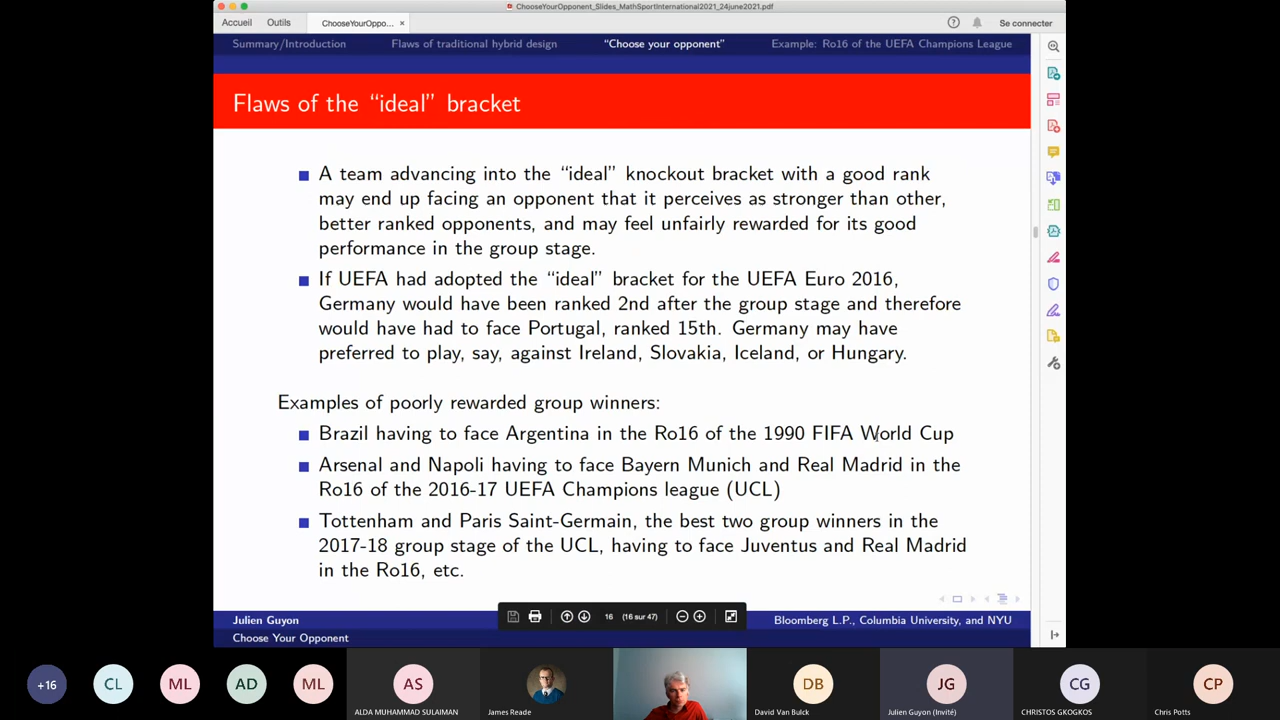 ChooseYourOpponent_Slides_MathSportInternational2021_24june2021.pdf
Accueil Outils ChooseYourOppo... × ? Se connecter
Summary/Introduction Flaws of traditional hybrid design "Choose your opponent" Example: Ro16 of the UEFA Champions League
Flaws of the "ideal" bracket
A team advancing into the "ideal" knockout bracket with a good rank
may end up facing an opponent that it perceives as stronger than other,
better ranked opponents, and may feel unfairly rewarded for its good
performance in the group stage.
If UEFA had adopted the "ideal" bracket for the UEFA Euro 2016,
Germany would have been ranked 2nd after the group stage and therefore
would have had to face Portugal, ranked 15th. Germany may have
preferred to play, say, against Ireland, Slovakia, Iceland, or Hungary.
Examples of poorly rewarded group winners:
Brazil having to face Argentina in the Ro16 of the 1990 FIFA World Cup
Arsenal and Napoli having to face Bayern Munich and Real Madrid in the
Ro16 of the 2016-17 UEFA Champions league (UCL)
Tottenham and Paris Saint-Germain, the best two group winners in the
2017-18 group stage of the UCL, having to face Juventus and Real Madrid
in the Ro16, etc.
16 (16 sur 47)
Julien Guyon Bloomberg L.P., Columbia University, and NYU
Choose Your Opponent
+16 CL ML AD ML AS DB JG CG CP
ALDA MUHAMMAD SULAIMAN James Reade David Van Bulck Julien Guyon (Invité) CHRISTOS GKOGKOS Chris Potts